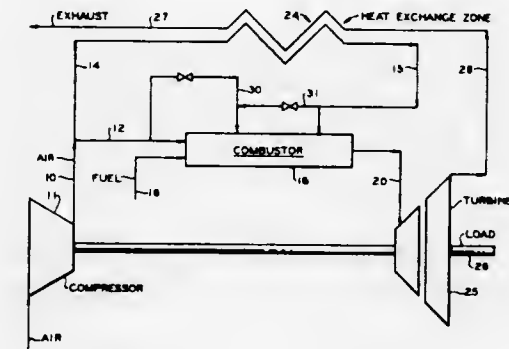 EXHAUST
27
24
HEAT EXCHANGE ZONE
14
30
31
15
28
12
COMBUSTOR
AIR
10
FUEL
18
16
20
TURBINE
11
LOAD
26
25
COMPRESSOR
AIR